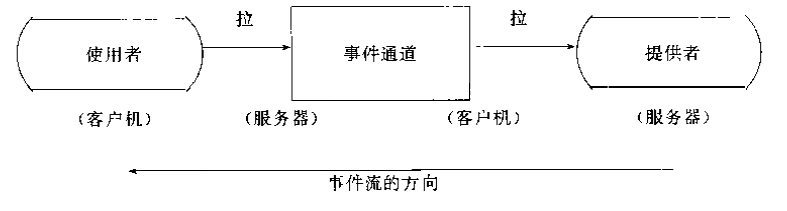 拉 拉
使用者 事件通道 提供者
(客户机) (服务器) (客户机) (服务器)
事件流的方向